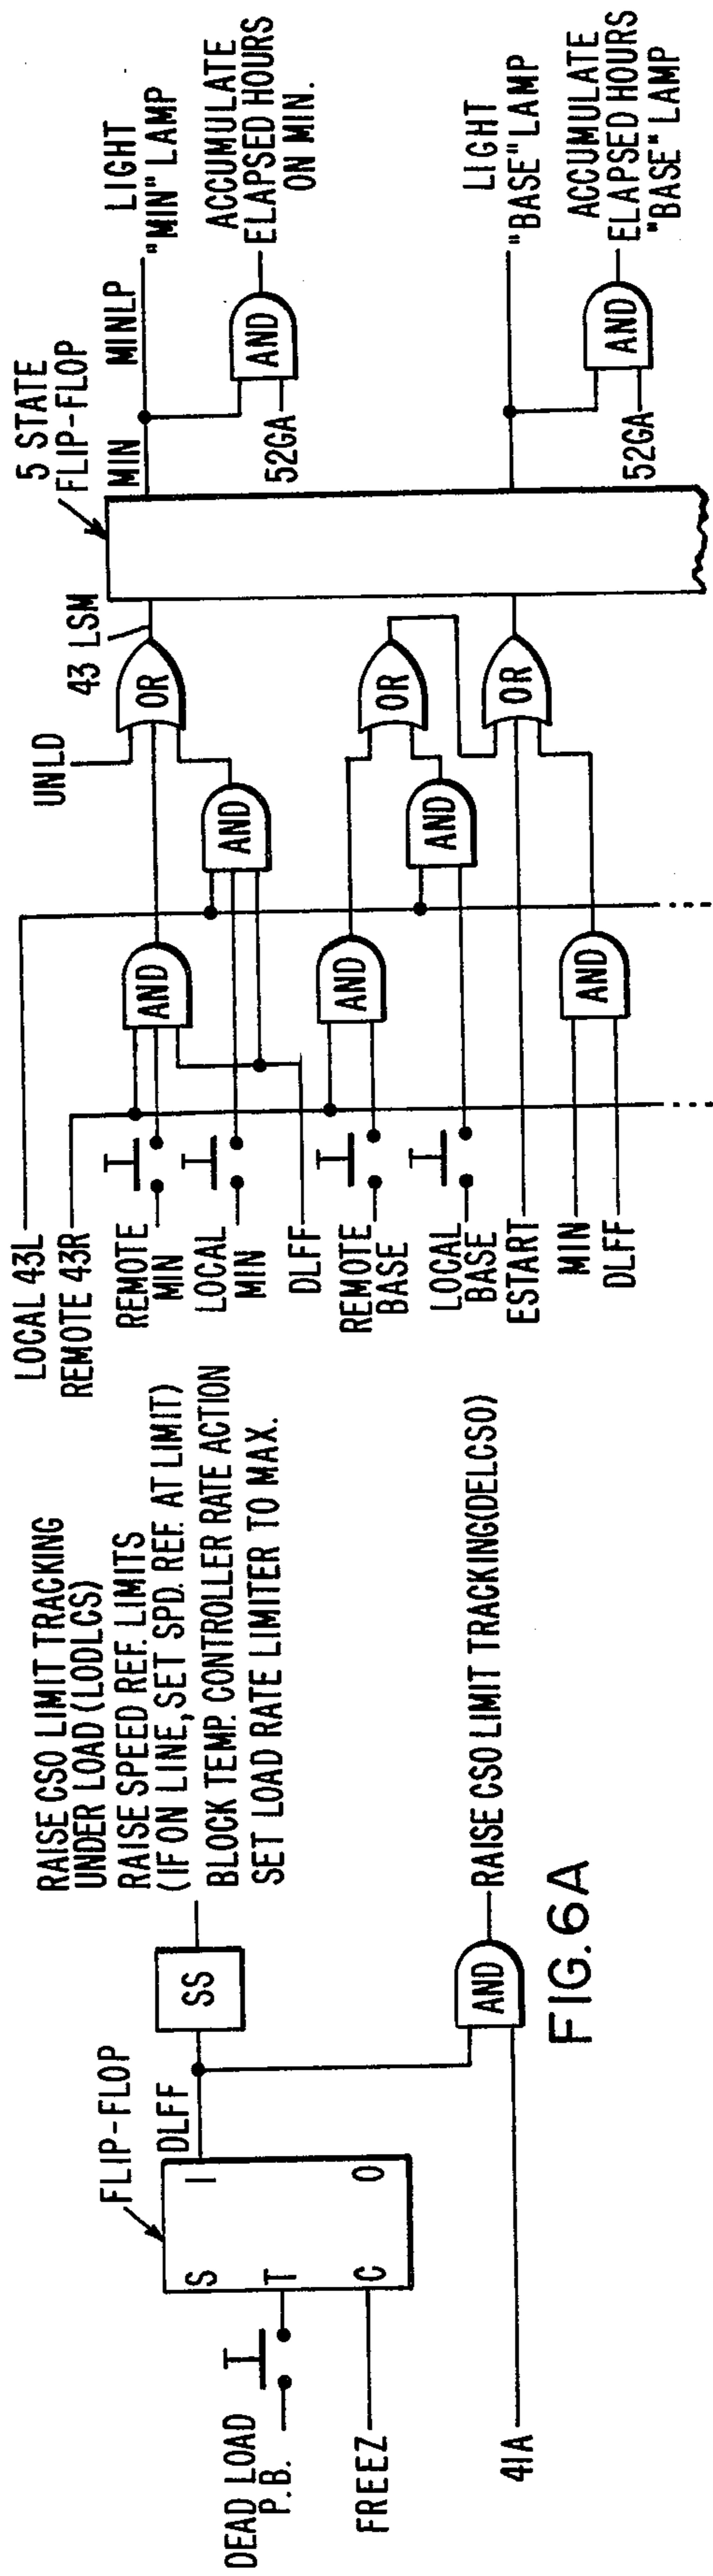 DEAD LOAD
P.B.
FREEZ
41A
FLIP-FLOP
S
T
C
1
0
DLFF
SS
AND
RAISE CSO LIMIT TRACKING
UNDER LOAD (LODLCS)
RAISE SPEED REF. LIMITS
(IF ON LINE, SET SPD. REF. AT LIMIT)
BLOCK TEMP. CONTROLLER RATE ACTION
SET LOAD RATE LIMITER TO MAX.
RAISE CSO LIMIT TRACKING(DELCSO)
FIG. 6A
LOCAL 43L
REMOTE 43R
REMOTE
MIN
LOCAL
MIN
DLFF
REMOTE
BASE
LOCAL
BASE
ESTART
MIN
DLFF
AND
AND
AND
AND
AND
UNLD
OR
OR
OR
43 LSM
5 STATE
FLIP-FLOP
MIN
MINLP
LIGHT
"MIN" LAMP
52GA
AND
ACCUMULATE
ELAPSED HOURS
ON MIN.
LIGHT
"BASE" LAMP
52GA
AND
ACCUMULATE
ELAPSED HOURS
"BASE" LAMP